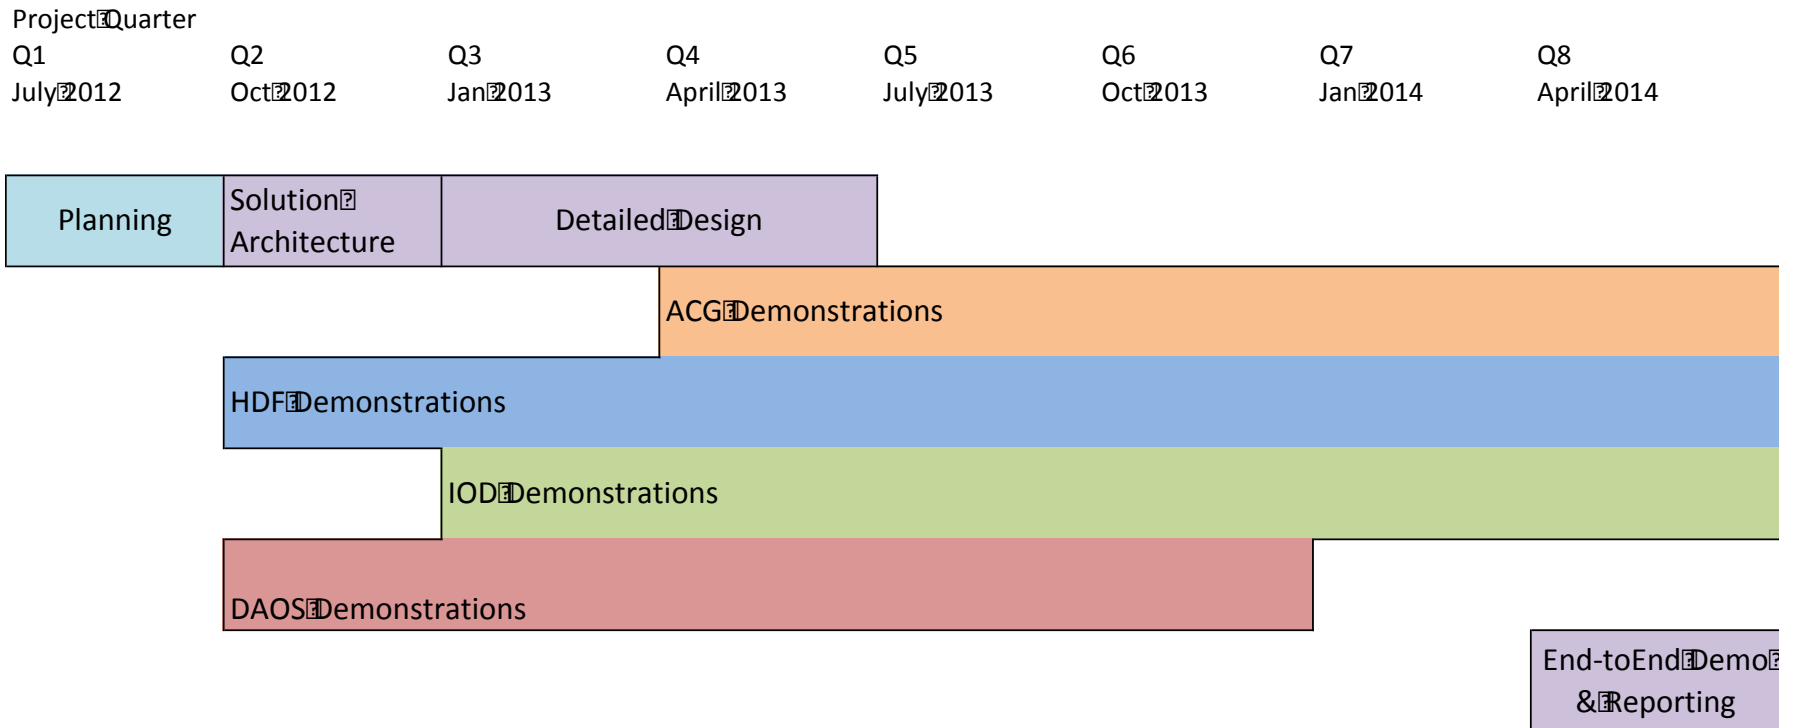 Project Quarter
Q1 Q2 Q3 Q4 Q5 Q6 Q7 Q8
July 2012 Oct 2012 Jan 2013 April 2013 July 2013 Oct 2013 Jan 2014 April 2014
Planning
Solution
Architecture
Detailed Design
ACG Demonstrations
HDF Demonstrations
IOD Demonstrations
DAOS Demonstrations
End-toEnd Demo
& Reporting